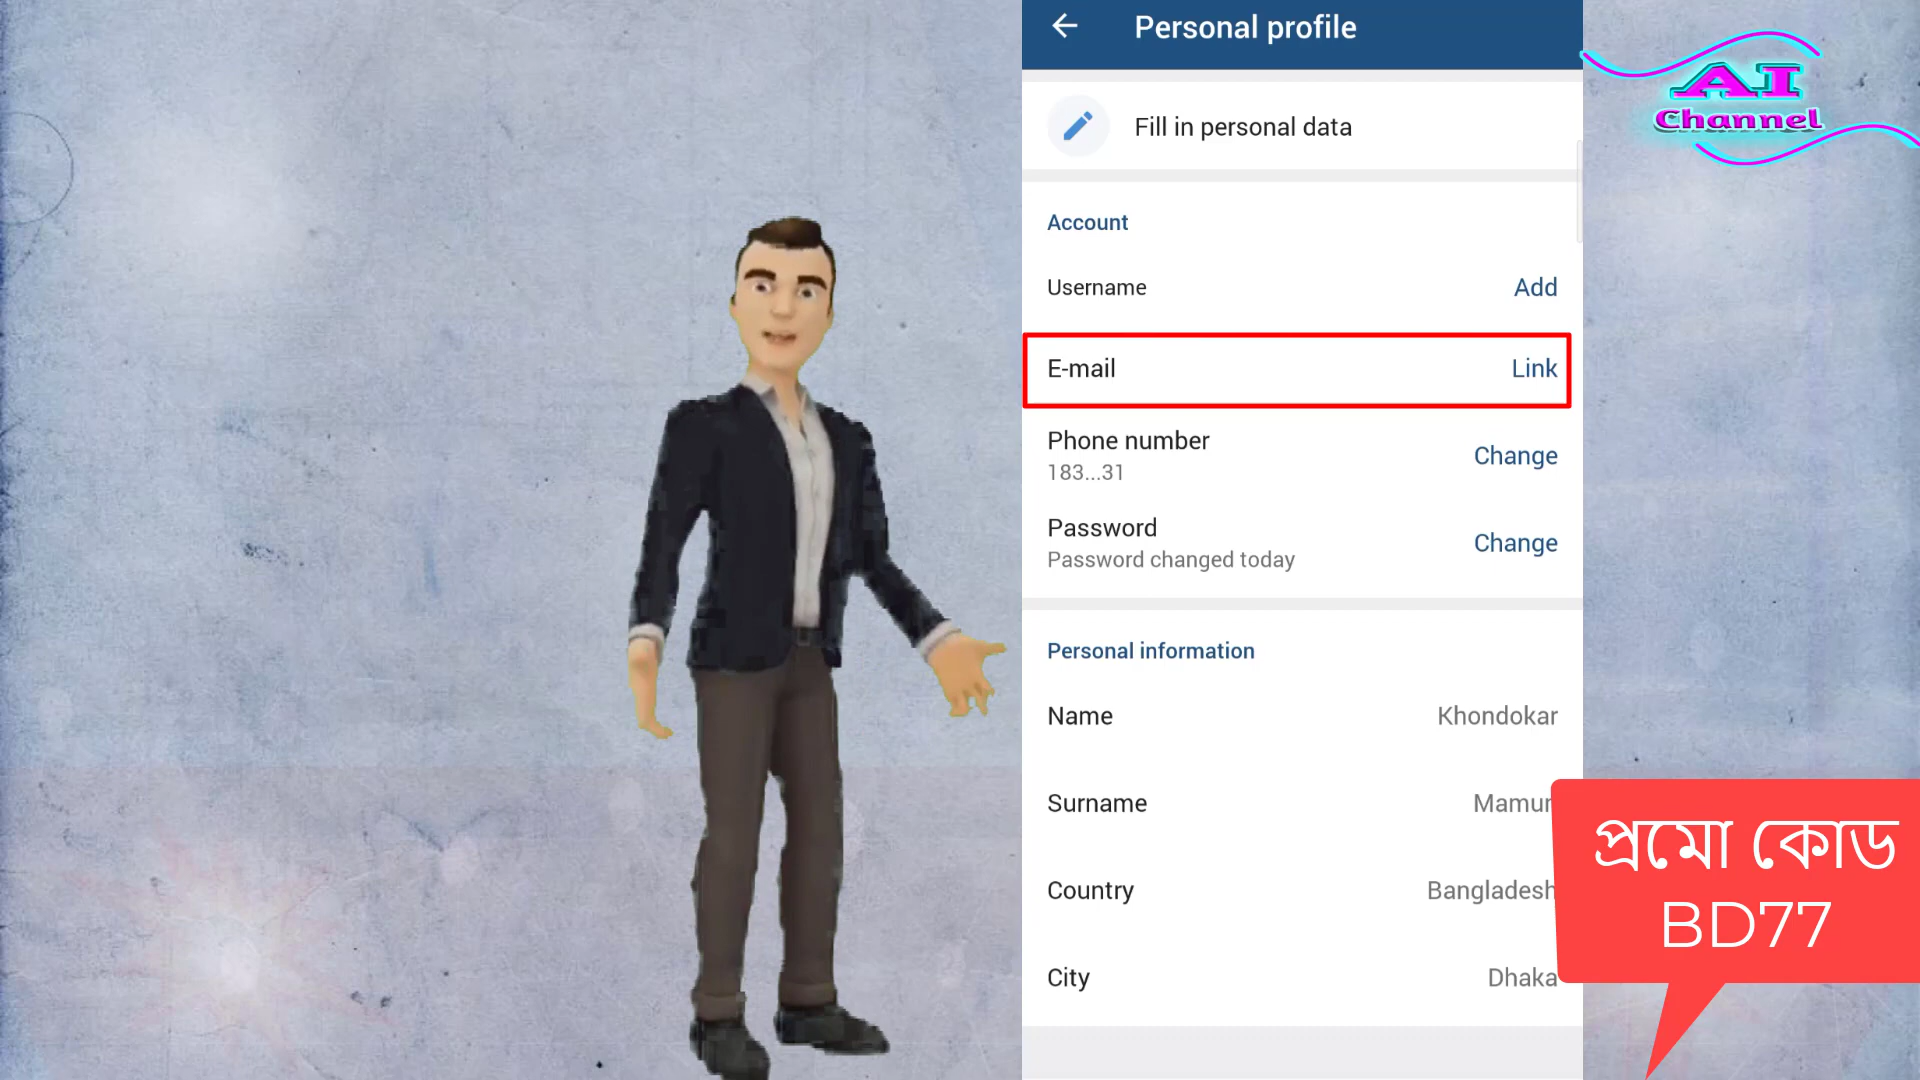 Personal profile
Fill in personal data
Account
Username Add
E-mail Link
Phone number
183...31
Change
Password
Password changed today
Change
Personal information
Name Khondokar
Surname Mamun
Country Bangladesh
City Dhaka
AI
Channel
প্রমো কোড
BD77